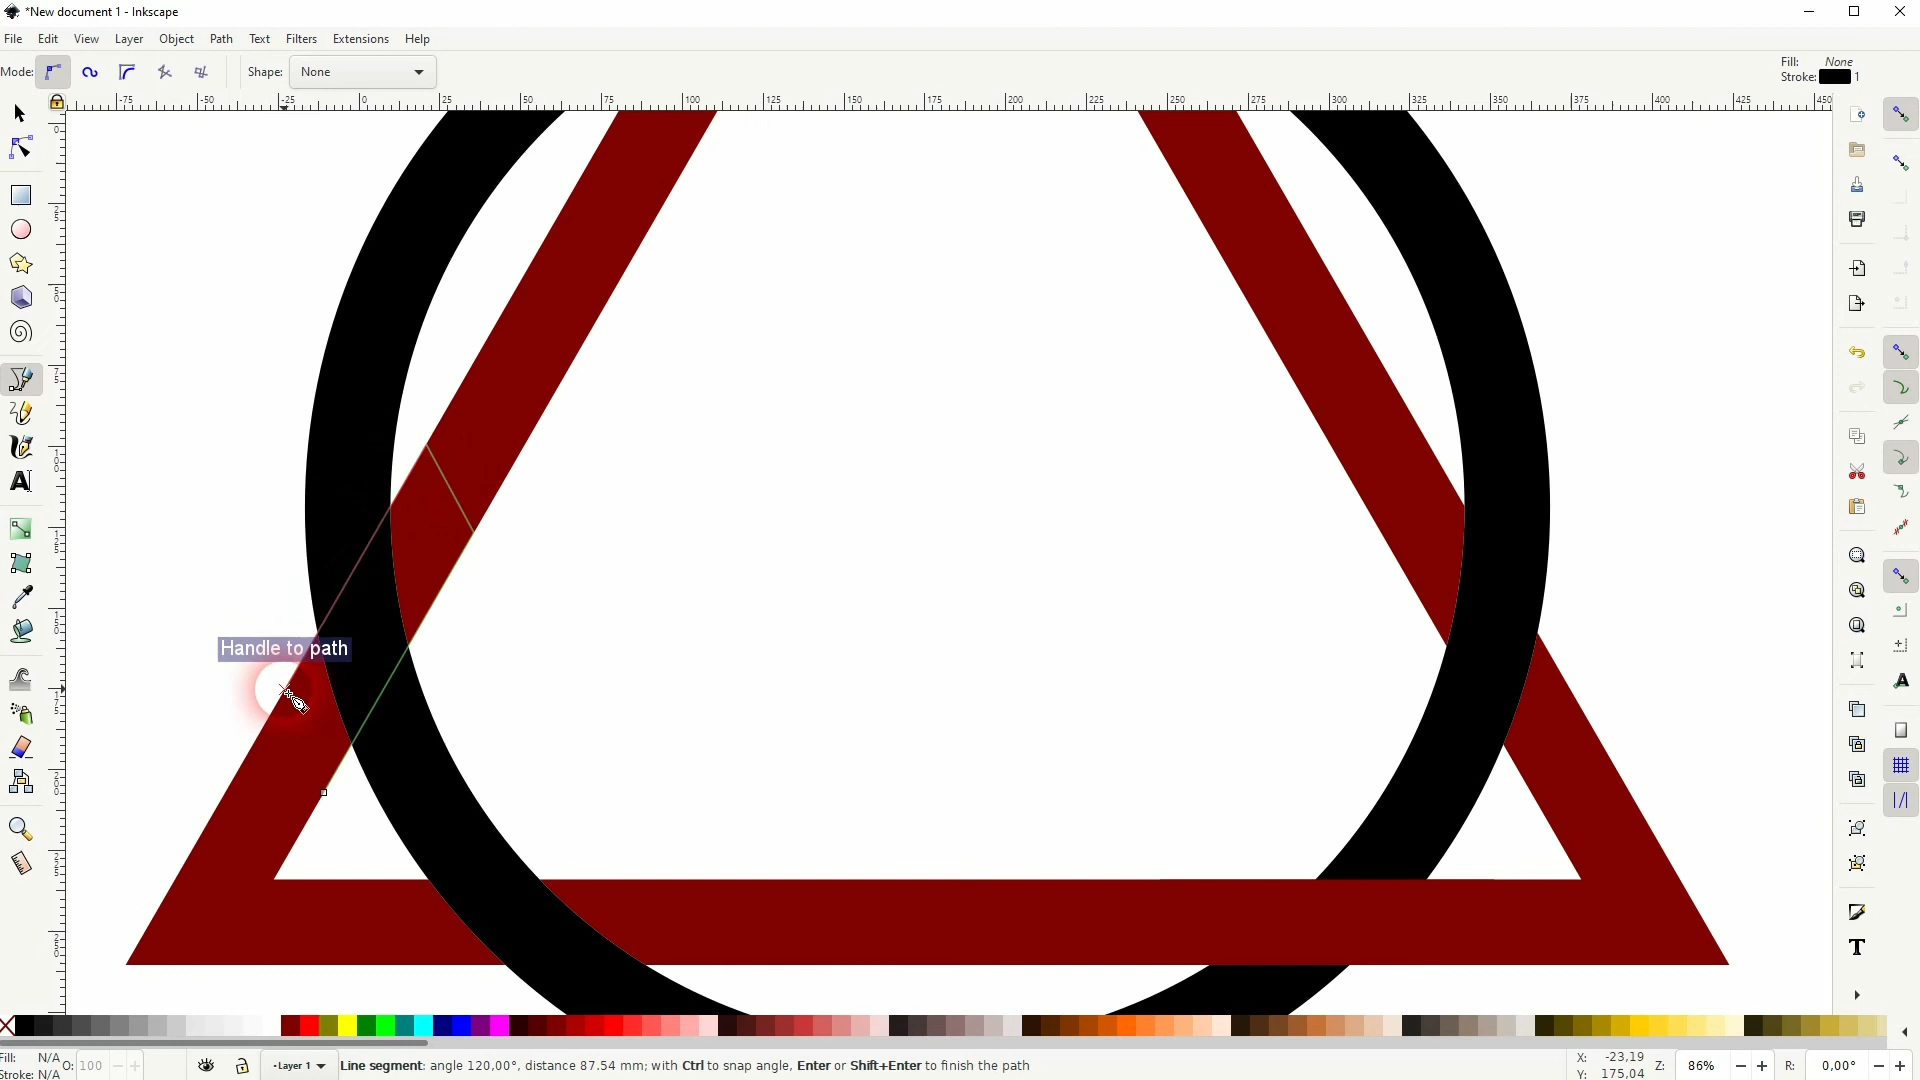 *New document 1 - Inkscape
File Edit View Layer Object Path Text Filters Extensions Help
Mode: Shape: None
Fill: None
Stroke: 1
-75 -50 -25 0 25 50 75 100 125 150 175 200 225 250 275 300 325 350 375 400 425 450
Handle to path
Fill: N/A
Stroke: N/A
O: 100
Layer 1
Line segment: angle 120,00°, distance 87.54 mm; with Ctrl to snap angle, Enter or Shift+Enter to finish the path
X: -23,19
Y: 175,04
Z: 86%
R: 0,00°